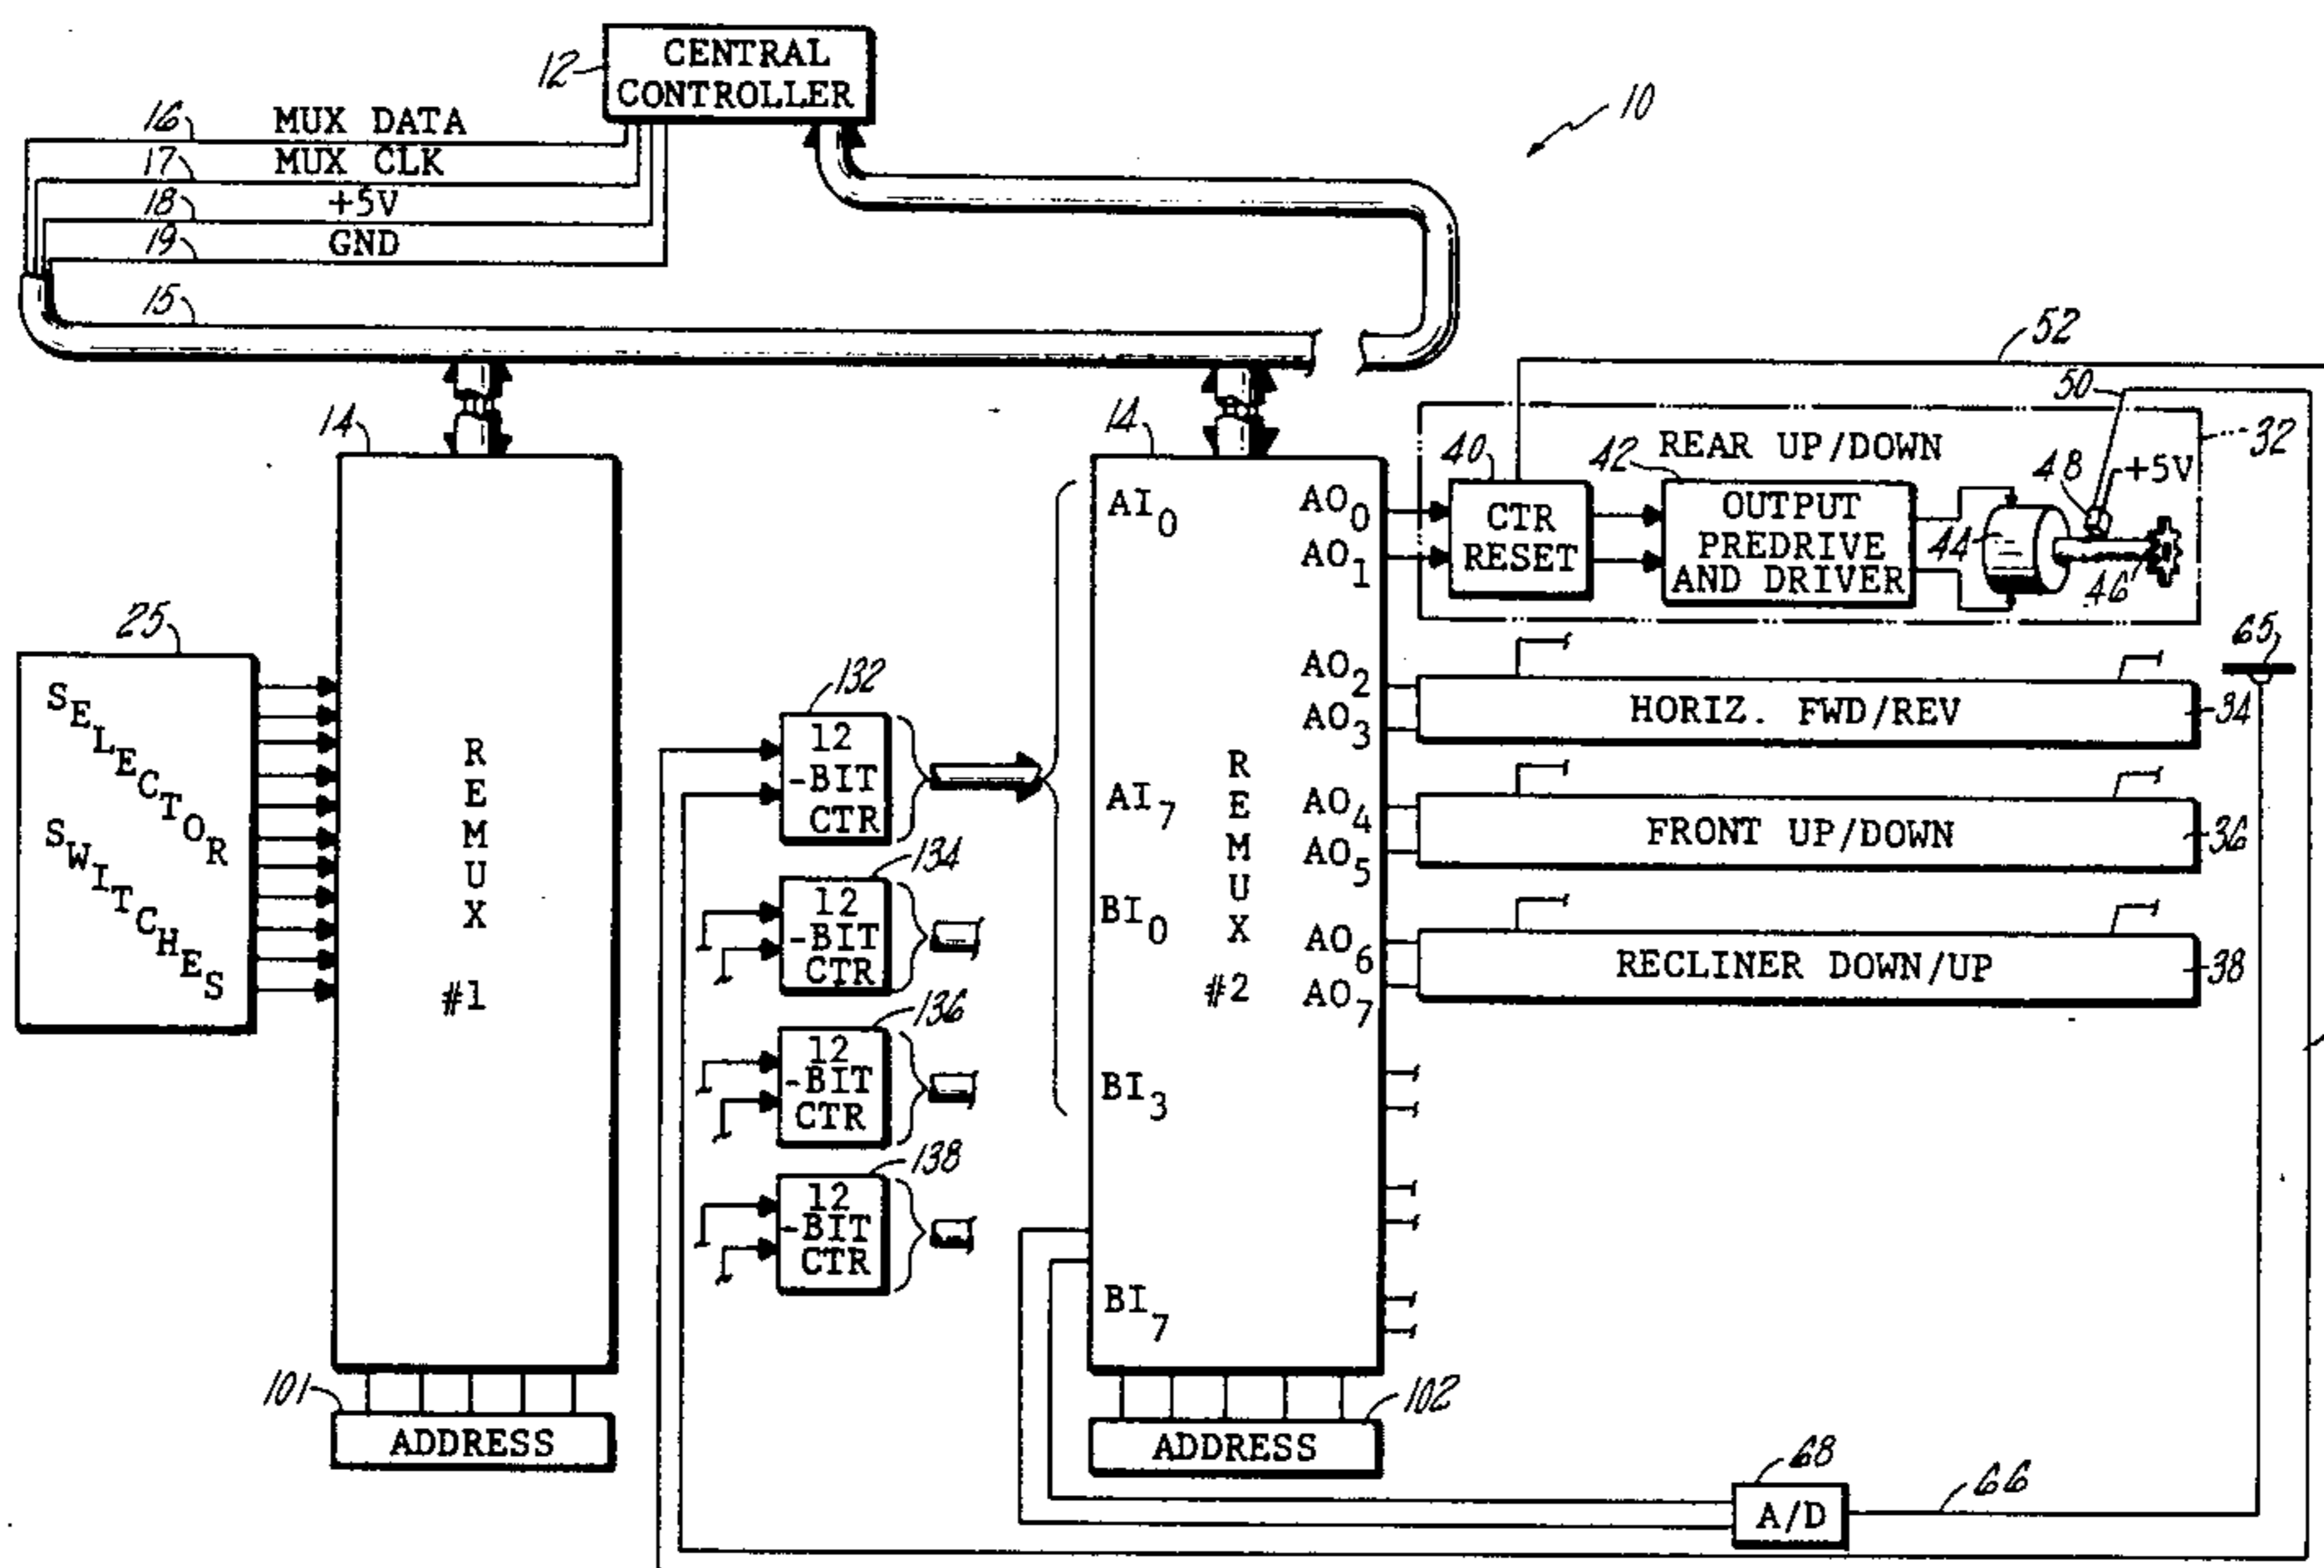 12
CENTRAL
CONTROLLER
10
16 MUX DATA
17 MUX CLK
18 +5V
19 GND
15
52
50
14
14
32
REAR UP/DOWN
40
CTR
RESET
42
OUTPUT
PREDRIVE
AND DRIVER
44
48
+5V
46
AI0
AO0
AO1
25
SELECTOR
SWITCHES
REMUX
#1
132
12
-BIT
CTR
134
12
-BIT
CTR
136
12
-BIT
CTR
138
12
-BIT
CTR
AI7
BI0
BI3
BI7
REMUX
#2
AO2
AO3
HORIZ. FWD/REV
34
65
AO4
AO5
FRONT UP/DOWN
36
AO6
AO7
RECLINER DOWN/UP
38
101
ADDRESS
102
ADDRESS
68
A/D
66